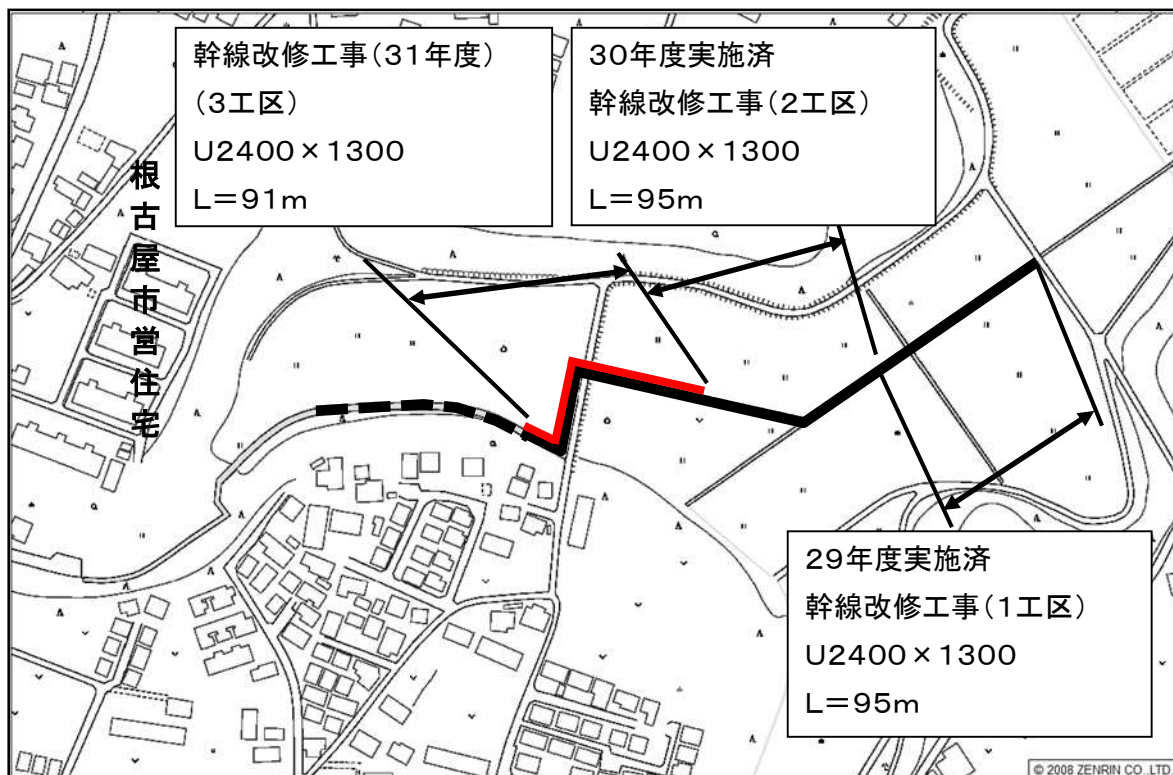 幹線改修工事(31年度)
(3工区)
U2400×1300
L=91m
30年度実施済
幹線改修工事(2工区)
U2400×1300
L=95m
根古屋市営住宅
29年度実施済
幹線改修工事(1工区)
U2400×1300
L=95m
© 2008 ZENRIN CO.,LTD